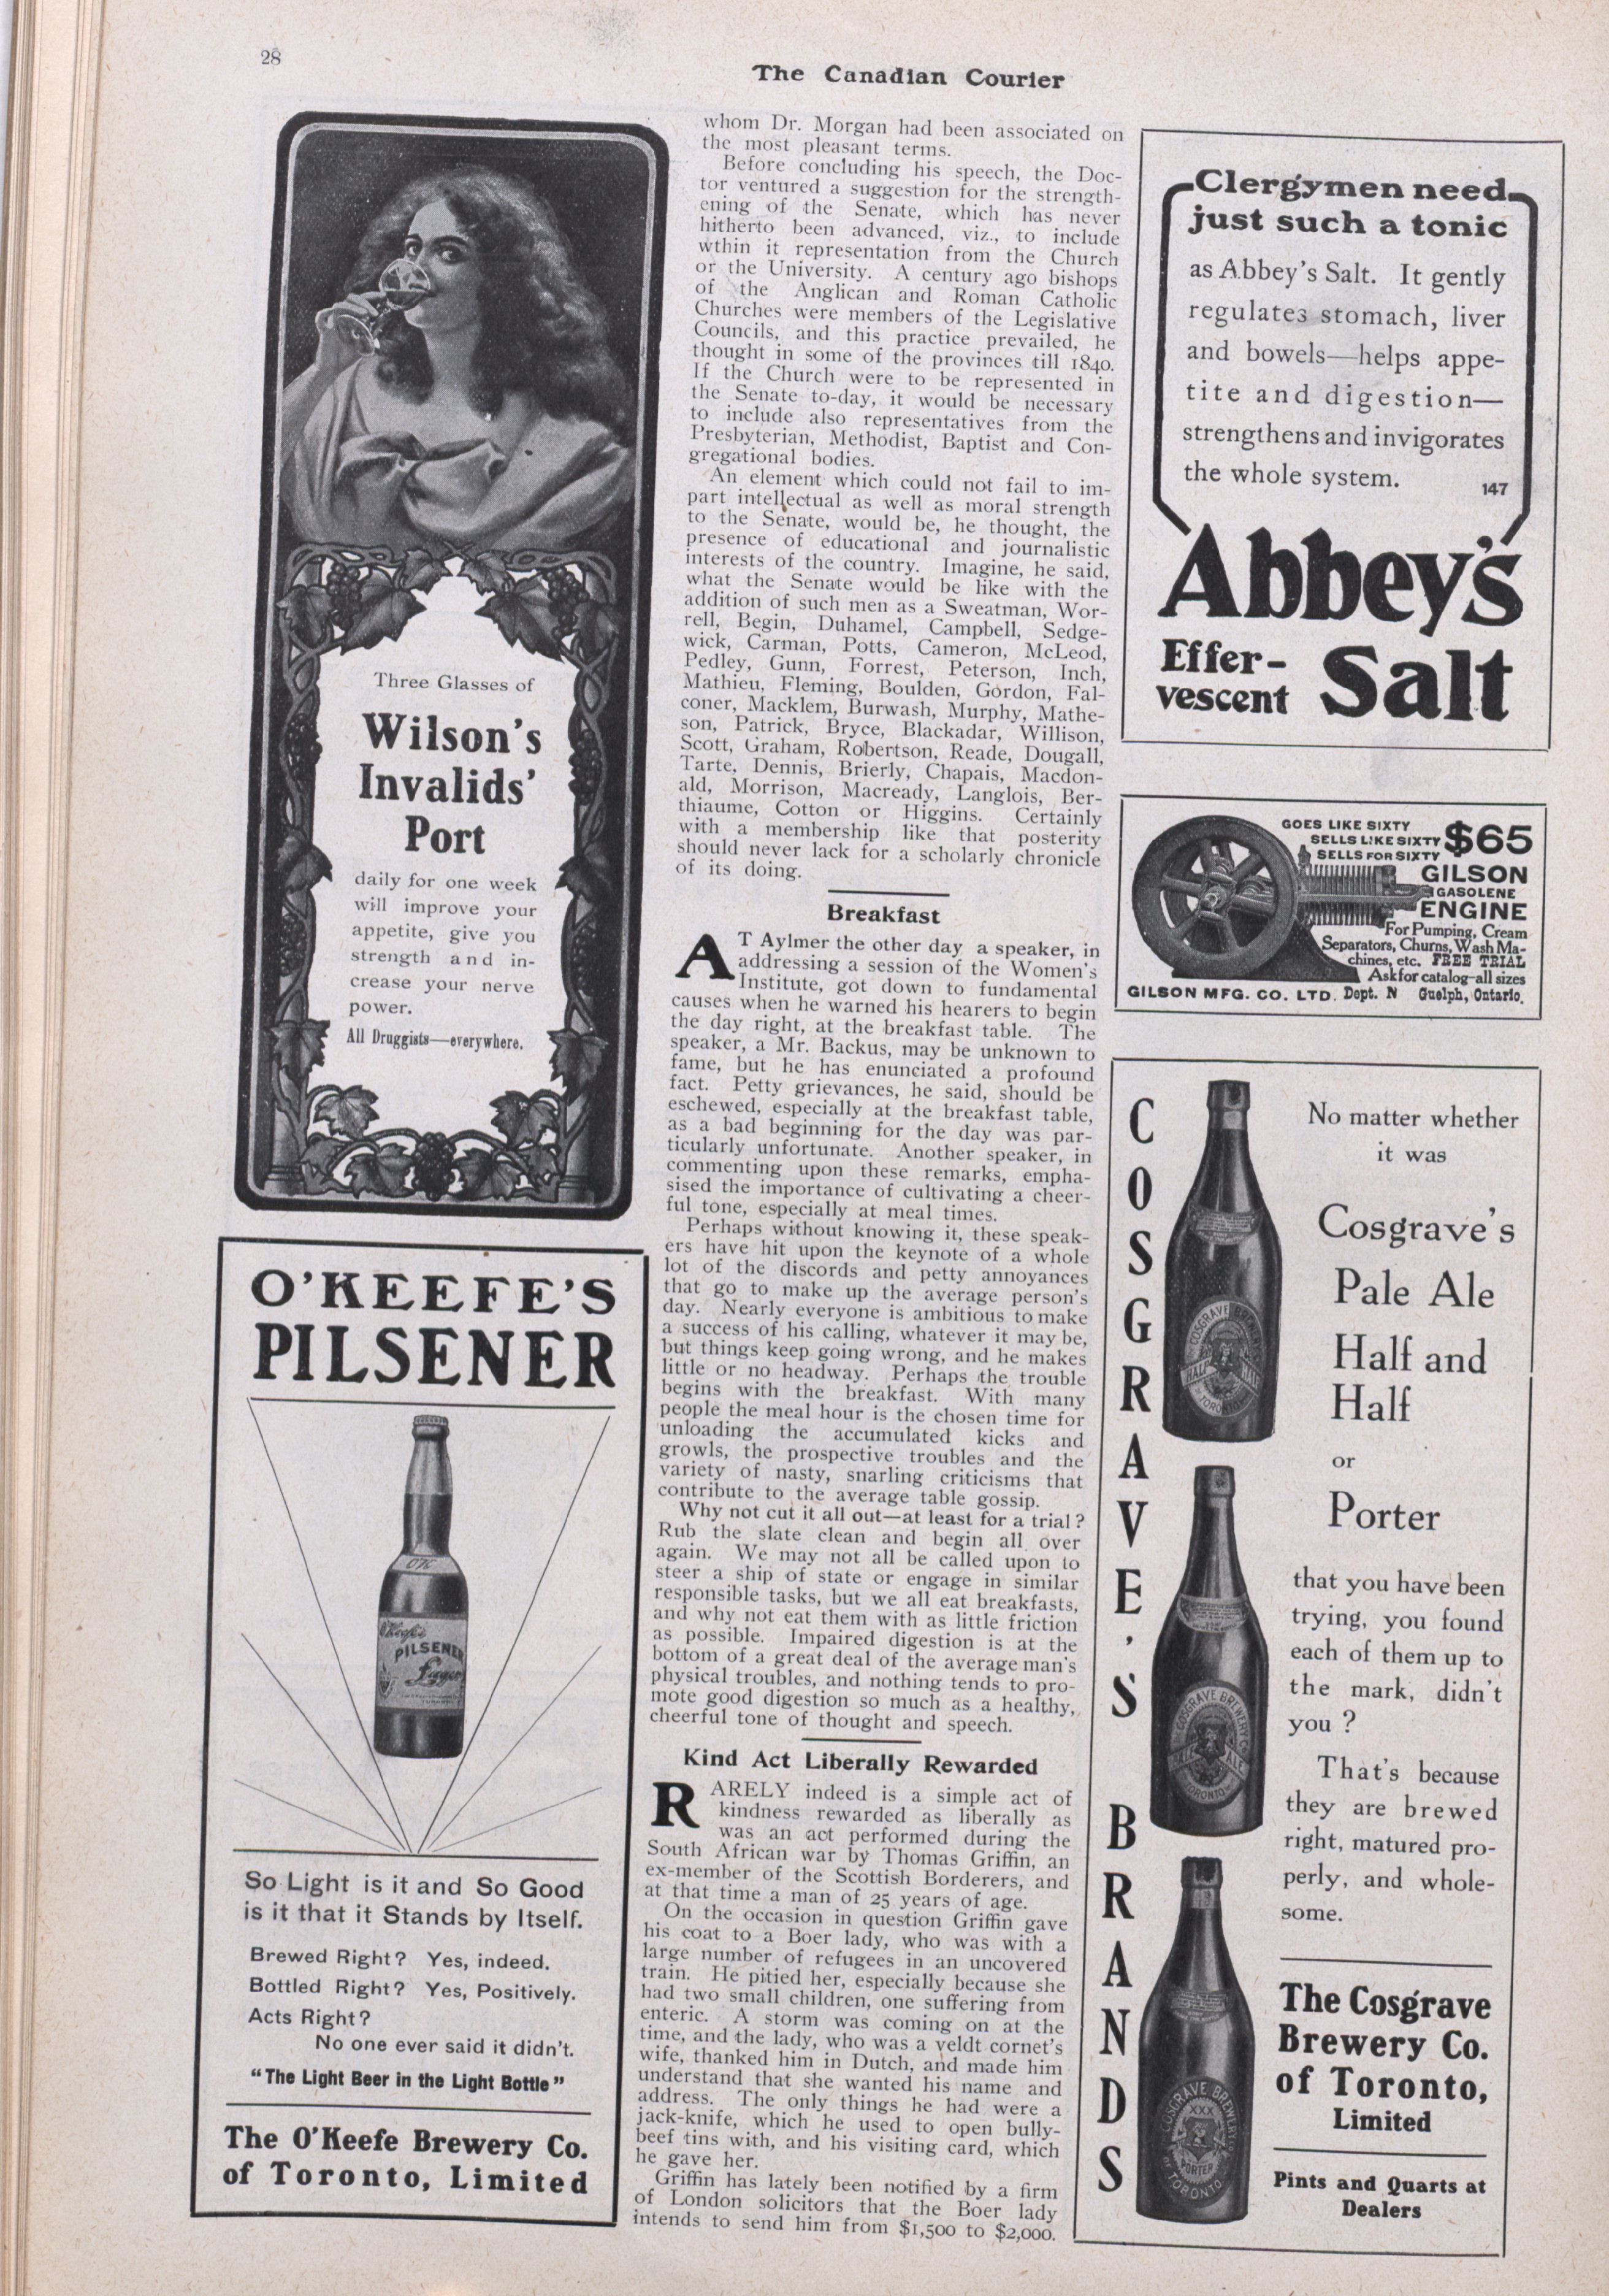 28
The Canadian Courier
Three Glasses of
Wilson's
Invalids'
Port
daily for one week
will improve your
appetite, give you
strength and in-
crease your nerve
power.
All Druggists—everywhere.
O'KEEFE'S
PILSENER
O'Keefe's
PILSENER
Lager
So Light is it and So Good
is it that it Stands by Itself.
Brewed Right? Yes, indeed.
Bottled Right? Yes, Positively.
Acts Right?
No one ever said it didn't.
"The Light Beer in the Light Bottle"
The O'Keefe Brewery Co.
of Toronto, Limited
whom Dr. Morgan had been associated on
the most pleasant terms.
Before concluding his speech, the Doc-
tor ventured a suggestion for the strength-
ening of the Senate, which has never
hitherto been advanced, viz., to include
wthin it representation from the Church
or the University. A century ago bishops
of the Anglican and Roman Catholic
Churches were members of the Legislative
Councils, and this practice prevailed, he
thought in some of the provinces till 1840.
If the Church were to be represented in
the Senate to-day, it would be necessary
to include also representatives from the
Presbyterian, Methodist, Baptist and Con-
gregational bodies.
An element which could not fail to im-
part intellectual as well as moral strength
to the Senate, would be, he thought, the
presence of educational and journalistic
interests of the country. Imagine, he said,
what the Senate would be like with the
addition of such men as a Sweatman, Wor-
rell, Begin, Duhamel, Campbell, Sedge-
wick, Carman, Potts, Cameron, McLeod,
Pedley, Gunn, Forrest, Peterson, Inch,
Mathieu, Fleming, Boulden, Gordon, Fal-
coner, Macklem, Burwash, Murphy, Mathe-
son, Patrick, Bryce, Blackadar, Willison,
Scott, Graham, Robertson, Reade, Dougall,
Tarte, Dennis, Brierly, Chapais, Macdon-
ald, Morrison, Macready, Langlois, Ber-
thiaume, Cotton or Higgins. Certainly
with a membership like that posterity
should never lack for a scholarly chronicle
of its doing.
Breakfast
AT Aylmer the other day a speaker, in
addressing a session of the Women's
Institute, got down to fundamental
causes when he warned his hearers to begin
the day right, at the breakfast table. The
speaker, a Mr. Backus, may be unknown to
fame, but he has enunciated a profound
fact. Petty grievances, he said, should be
eschewed, especially at the breakfast table,
as a bad beginning for the day was par-
ticularly unfortunate. Another speaker, in
commenting upon these remarks, empha-
sised the importance of cultivating a cheer-
ful tone, especially at meal times.
Perhaps without knowing it, these speak-
ers have hit upon the keynote of a whole
lot of the discords and petty annoyances
that go to make up the average person's
day. Nearly everyone is ambitious to make
a success of his calling, whatever it may be,
but things keep going wrong, and he makes
little or no headway. Perhaps the trouble
begins with the breakfast. With many
people the meal hour is the chosen time for
unloading the accumulated kicks and
growls, the prospective troubles and the
variety of nasty, snarling criticisms that
contribute to the average table gossip.
Why not cut it all out—at least for a trial?
Rub the slate clean and begin all over
again. We may not all be called upon to
steer a ship of state or engage in similar
responsible tasks, but we all eat breakfasts,
and why not eat them with as little friction
as possible. Impaired digestion is at the
bottom of a great deal of the average man's
physical troubles, and nothing tends to pro-
mote good digestion so much as a healthy,
cheerful tone of thought and speech.
Kind Act Liberally Rewarded
RARELY indeed is a simple act of
kindness rewarded as liberally as
was an act performed during the
South African war by Thomas Griffin, an
ex-member of the Scottish Borderers, and
at that time a man of 25 years of age.
On the occasion in question Griffin gave
his coat to a Boer lady, who was with a
large number of refugees in an uncovered
train. He pitied her, especially because she
had two small children, one suffering from
enteric. A storm was coming on at the
time, and the lady, who was a veldt cornet's
wife, thanked him in Dutch, and made him
understand that she wanted his name and
address. The only things he had were a
jack-knife, which he used to open bully-
beef tins with, and his visiting card, which
he gave her.
Griffin has lately been notified by a firm
of London solicitors that the Boer lady
intends to send him from $1,500 to $2,000.
Clergymen need
just such a tonic
as Abbey's Salt. It gently
regulates stomach, liver
and bowels—helps appe-
tite and digestion—
strengthens and invigorates
the whole system. 147
Abbey's
Effer-
vescent Salt
GOES LIKE SIXTY
SELLS LIKE SIXTY
SELLS FOR SIXTY $65
GILSON
GASOLENE
ENGINE
For Pumping, Cream
Separators, Churns, Wash Ma-
chines, etc. FREE TRIAL
Ask for catalog-all sizes
GILSON MFG. CO. LTD. Dept. N Guelph, Ontario.
COSGRAVE'S BRANDS
COSGRAVE BREWERY
HALF HALF
TORONTO
COSGRAVE BREWERY CO
PALE ALE
TORONTO
COSGRAVE BREWERY
XXX
PORTER
OF TORONTO
No matter whether
it was
Cosgrave's
Pale Ale
Half and
Half
or
Porter
that you have been
trying, you found
each of them up to
the mark, didn't
you?
That's because
they are brewed
right, matured pro-
perly, and whole-
some.
The Cosgrave
Brewery Co.
of Toronto,
Limited
Pints and Quarts at
Dealers